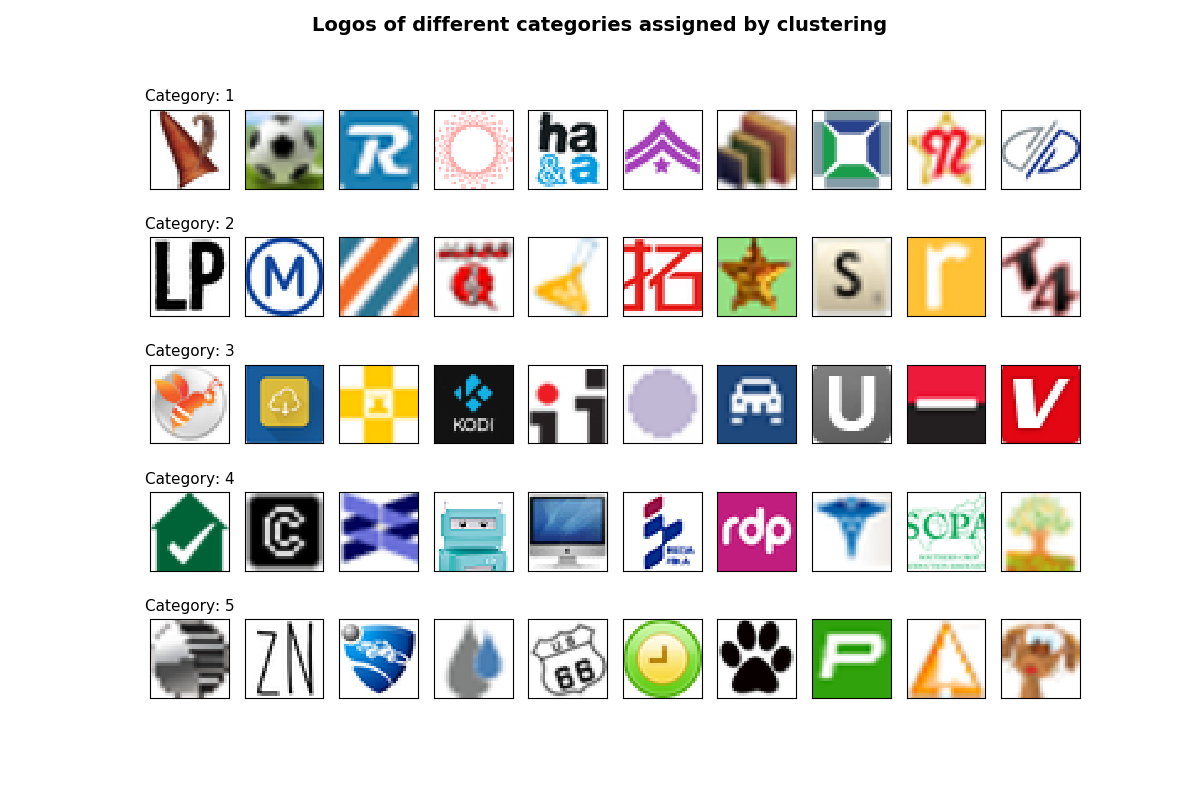 Logos of different categories assigned by clustering
Category: 1
R
ha
&a
n
Category: 2
LP
M
Q
拓
S
r
T4
Category: 3
KODI
U
V
Category: 4
C
rdp
SCPA
Category: 5
ZN
U S
66
P